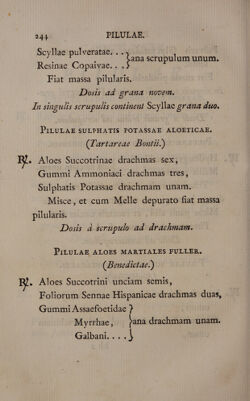 244 PILULAE.
Scyllae pulveratae. . . }ana scrupulum unum.
Resinae Copaivae. . }
Fiat massa pilularis.
Dosis ad grana novem.
In singulis scrupulis continent Scyllae grana duo.
PILULAE SULPHATIS POTASSAE ALOETICAE.
(Tartareae Bontii.)
℞. Aloes Succotrinae drachmas sex,
Gummi Ammoniaci drachmas tres,
Sulphatis Potassae drachmam unam.
Misce, et cum Melle depurato fiat massa
pilularis.
Dosis à scrupulo ad drachmam.
PILULAE ALOES MARTIALES FULLER.
(Benedictae.)
℞. Aloes Succotrini unciam semis,
Foliorum Sennae Hispanicae drachmas duas,
Gummi Assaefoetidae }
Myrrhae, }ana drachmam unam.
Galbani. . . . }